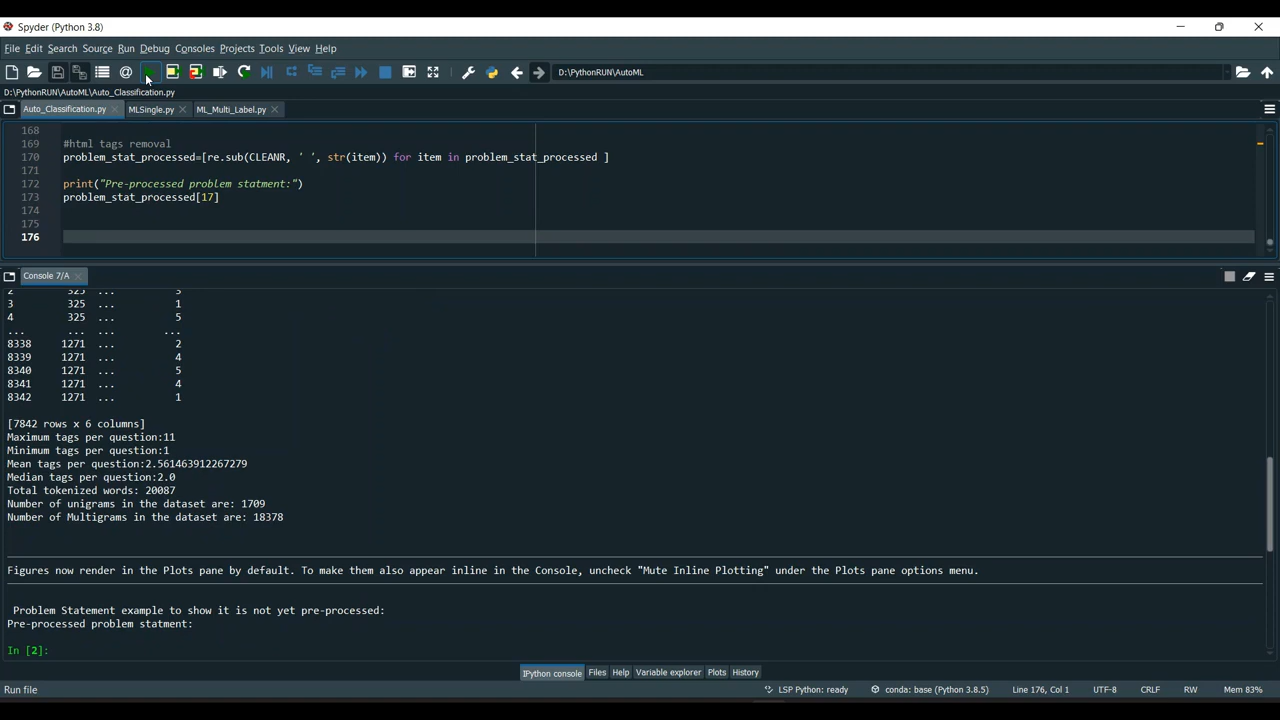 Spyder (Python 3.8)
File Edit Search Source Run Debug Consoles Projects Tools View Help
D:\PythonRUN\AutoML
D:\PythonRUN\AutoML\Auto_Classification.py
Auto_Classification.py MLSingle.py ML_Multi_Label.py
168
169 #html tags removal
170 problem_stat_processed=[re.sub(CLEANR, ' ', str(item)) for item in problem_stat_processed ]
171
172 print("Pre-processed problem statment:")
173 problem_stat_processed[17]
174
175
176
Console 7/A
2 325 ... 3
3 325 ... 1
4 325 ... 5
... ... ... ...
8338 1271 ... 2
8339 1271 ... 4
8340 1271 ... 5
8341 1271 ... 4
8342 1271 ... 1
[7842 rows x 6 columns]
Maximum tags per question:11
Minimum tags per question:1
Mean tags per question:2.561463912267279
Median tags per question:2.0
Total tokenized words: 20087
Number of unigrams in the dataset are: 1709
Number of Multigrams in the dataset are: 18378
Figures now render in the Plots pane by default. To make them also appear inline in the Console, uncheck "Mute Inline Plotting" under the Plots pane options menu.
Problem Statement example to show it is not yet pre-processed:
Pre-processed problem statment:
In [2]:
IPython console Files Help Variable explorer Plots History
Run file LSP Python: ready conda: base (Python 3.8.5) Line 176, Col 1 UTF-8 CRLF RW Mem 83%